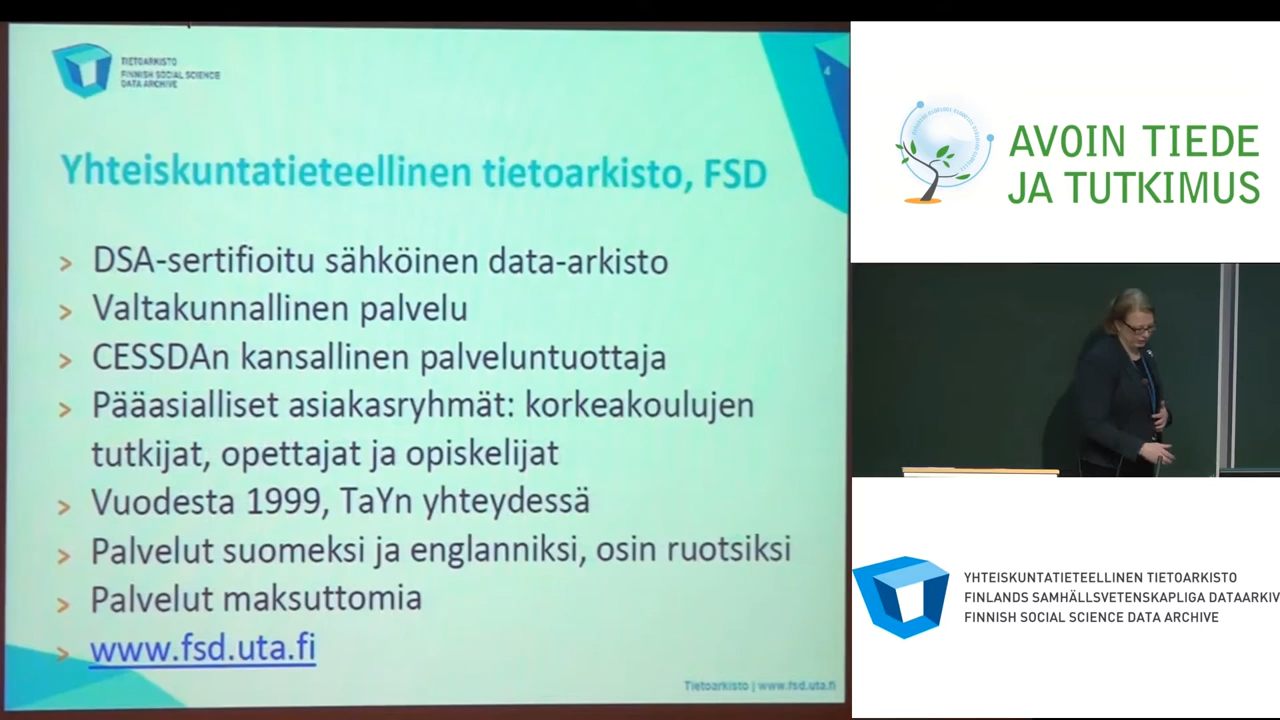 TIETOARKISTO
FINNISH SOCIAL SCIENCE
DATA ARCHIVE
4
Yhteiskuntatieteellinen tietoarkisto, FSD
> DSA-sertifioitu sähköinen data-arkisto
> Valtakunnallinen palvelu
> CESSDAn kansallinen palveluntuottaja
> Pääasialliset asiakasryhmät: korkeakoulujen
tutkijat, opettajat ja opiskelijat
> Vuodesta 1999, TaYn yhteydessä
> Palvelut suomeksi ja englanniksi, osin ruotsiksi
> Palvelut maksuttomia
> www.fsd.uta.fi
Tietoarkisto | www.fsd.uta.fi
AVOIN TIEDE
JA TUTKIMUS
YHTEISKUNTATIETEELLINEN TIETOARKISTO
FINLANDS SAMHÄLLSVETENSKAPLIGA DATAARKIV
FINNISH SOCIAL SCIENCE DATA ARCHIVE